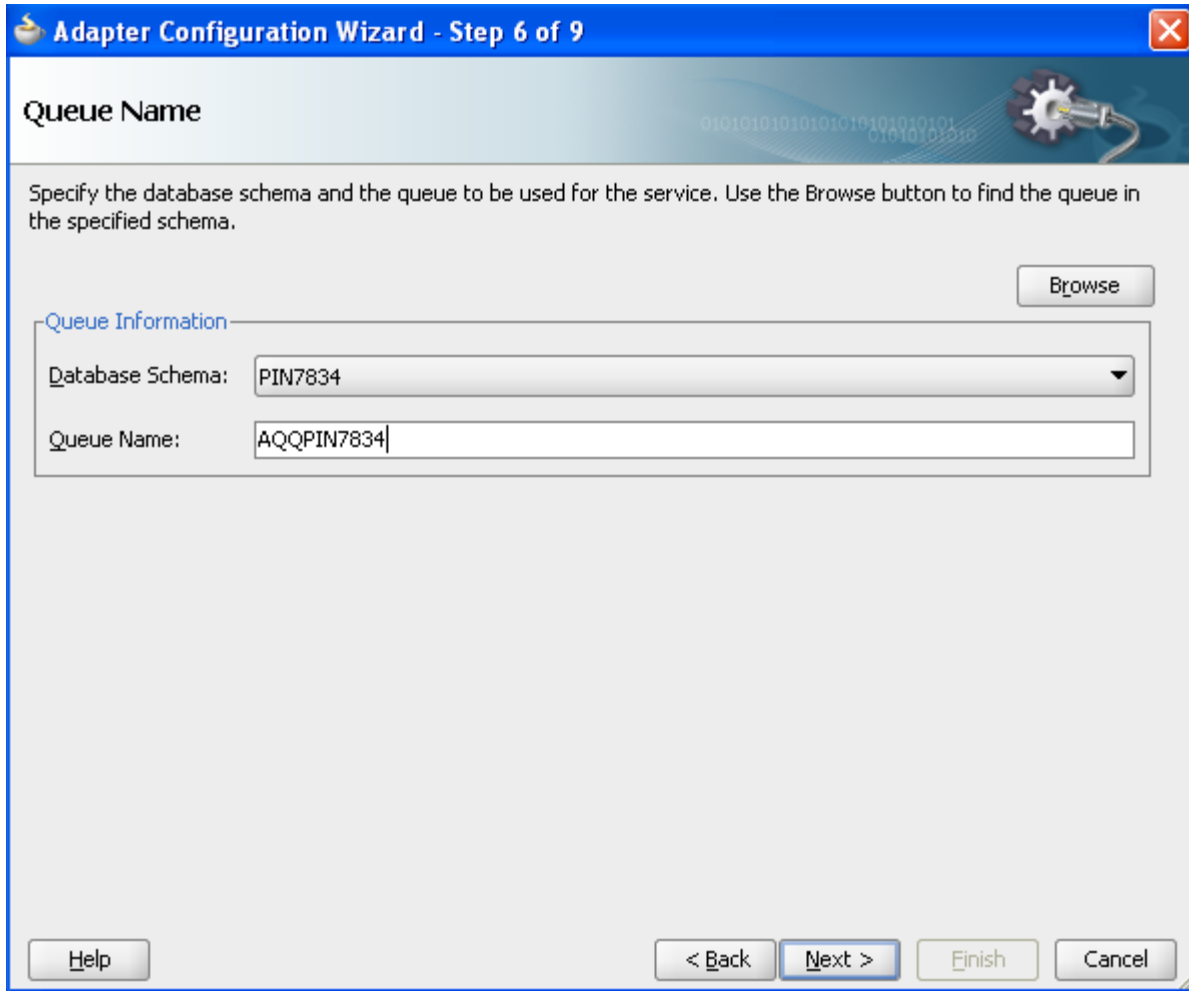 Adapter Configuration Wizard - Step 6 of 9
Queue Name
0101010101010101010101010101
01010101010
Specify the database schema and the queue to be used for the service. Use the Browse button to find the queue in
the specified schema.
Browse
Queue Information
Database Schema: PIN7834
Queue Name: AQQPIN7834
Help < Back Next > Finish Cancel